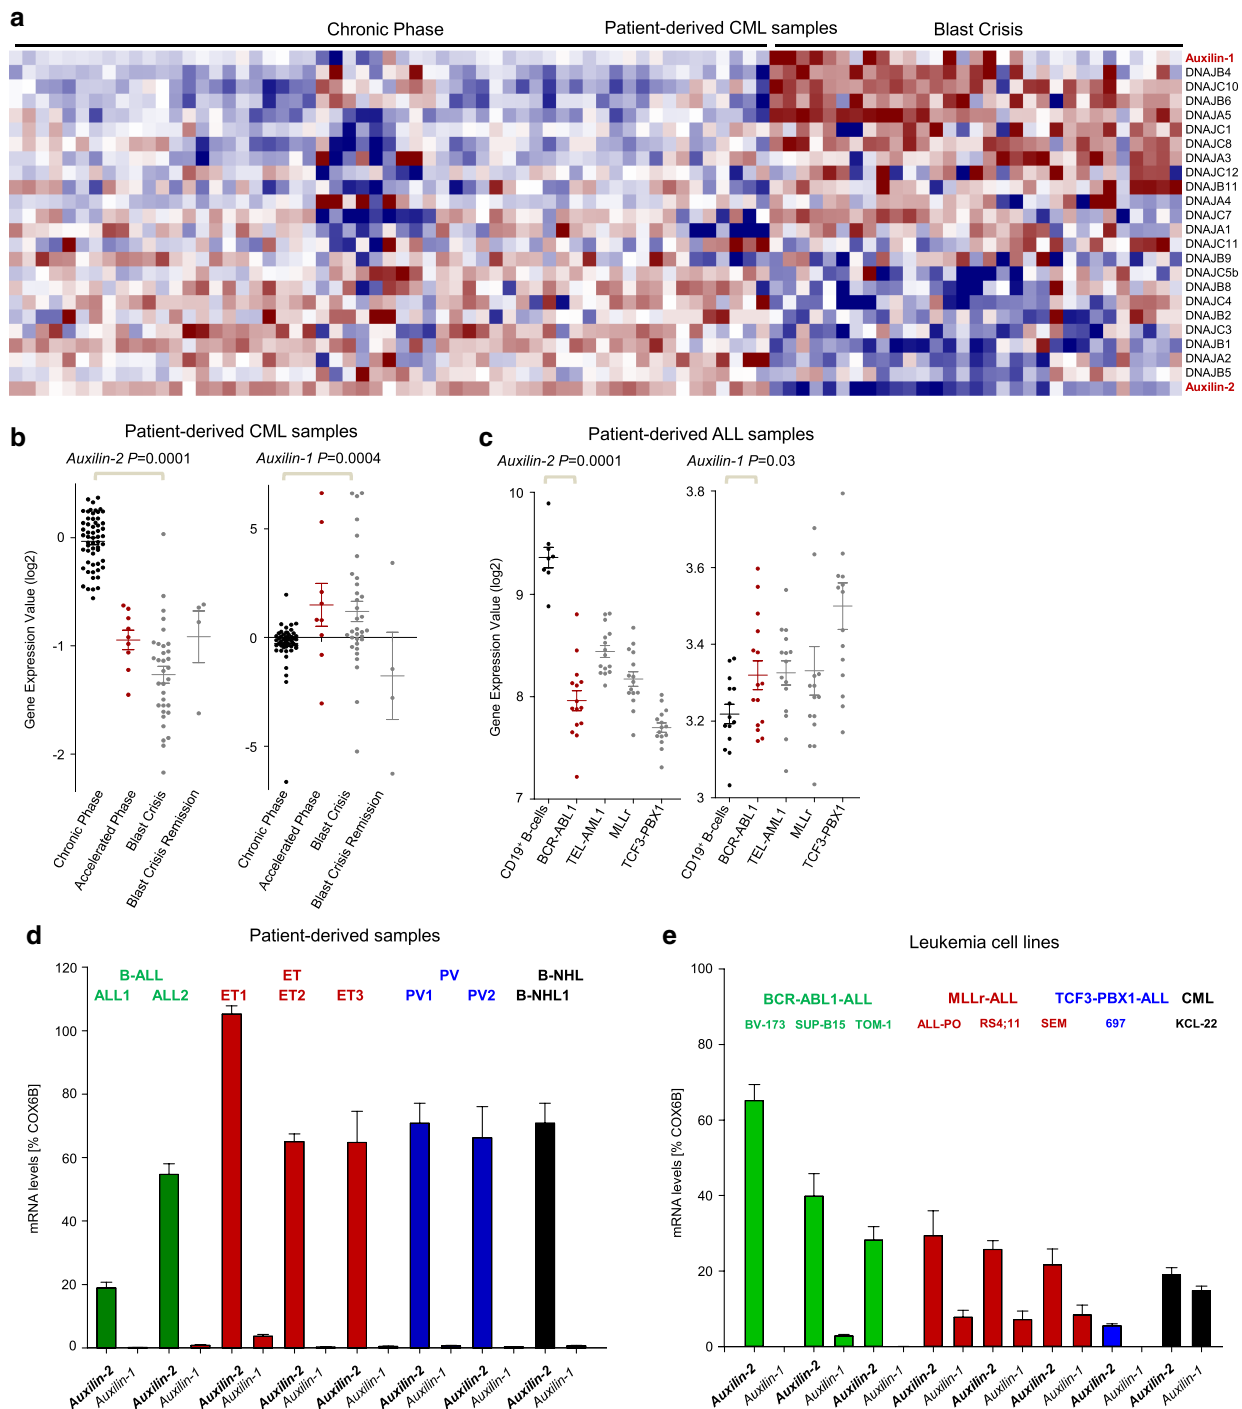 a
Chronic Phase
Patient-derived CML samples
Blast Crisis
Auxilin-1
DNAJB4
DNAJC10
DNAJB6
DNAJA5
DNAJC1
DNAJC8
DNAJA3
DNAJC12
DNAJB11
DNAJA4
DNAJC7
DNAJA1
DNAJC11
DNAJB9
DNAJC5b
DNAJB8
DNAJC4
DNAJB2
DNAJC3
DNAJB1
DNAJA2
DNAJB5
Auxilin-2
b
Patient-derived CML samples
Auxilin-2 P=0.0001
Auxilin-1 P=0.0004
Gene Expression Value (log2)
0
-1
-2
Chronic Phase
Accelerated Phase
Blast Crisis
Blast Crisis Remission
5
0
-5
Chronic Phase
Accelerated Phase
Blast Crisis
Blast Crisis Remission
c
Patient-derived ALL samples
Auxilin-2 P=0.0001
Auxilin-1 P=0.03
Gene Expression Value (log2)
10
9
8
7
CD19+ B-cells
BCR-ABL1
TEL-AML1
MLLr
TCF3-PBX1
3.8
3.6
3.4
3.2
3
CD19+ B-cells
BCR-ABL1
TEL-AML1
MLLr
TCF3-PBX1
d
Patient-derived samples
B-ALL ET PV B-NHL
ALL1 ALL2 ET1 ET2 ET3 PV1 PV2 B-NHL1
mRNA levels [% COX6B]
120
100
80
60
40
20
0
Auxilin-2
Auxilin-1
Auxilin-2
Auxilin-1
Auxilin-2
Auxilin-1
Auxilin-2
Auxilin-1
Auxilin-2
Auxilin-1
Auxilin-2
Auxilin-1
Auxilin-2
Auxilin-1
Auxilin-2
Auxilin-1
e
Leukemia cell lines
BCR-ABL1-ALL MLLr-ALL TCF3-PBX1-ALL CML
BV-173 SUP-B15 TOM-1 ALL-PO RS4;11 SEM 697 KCL-22
mRNA levels [% COX6B]
100
80
60
40
20
0
Auxilin-2
Auxilin-1
Auxilin-2
Auxilin-1
Auxilin-2
Auxilin-1
Auxilin-2
Auxilin-1
Auxilin-2
Auxilin-1
Auxilin-2
Auxilin-1
Auxilin-2
Auxilin-1
Auxilin-2
Auxilin-1